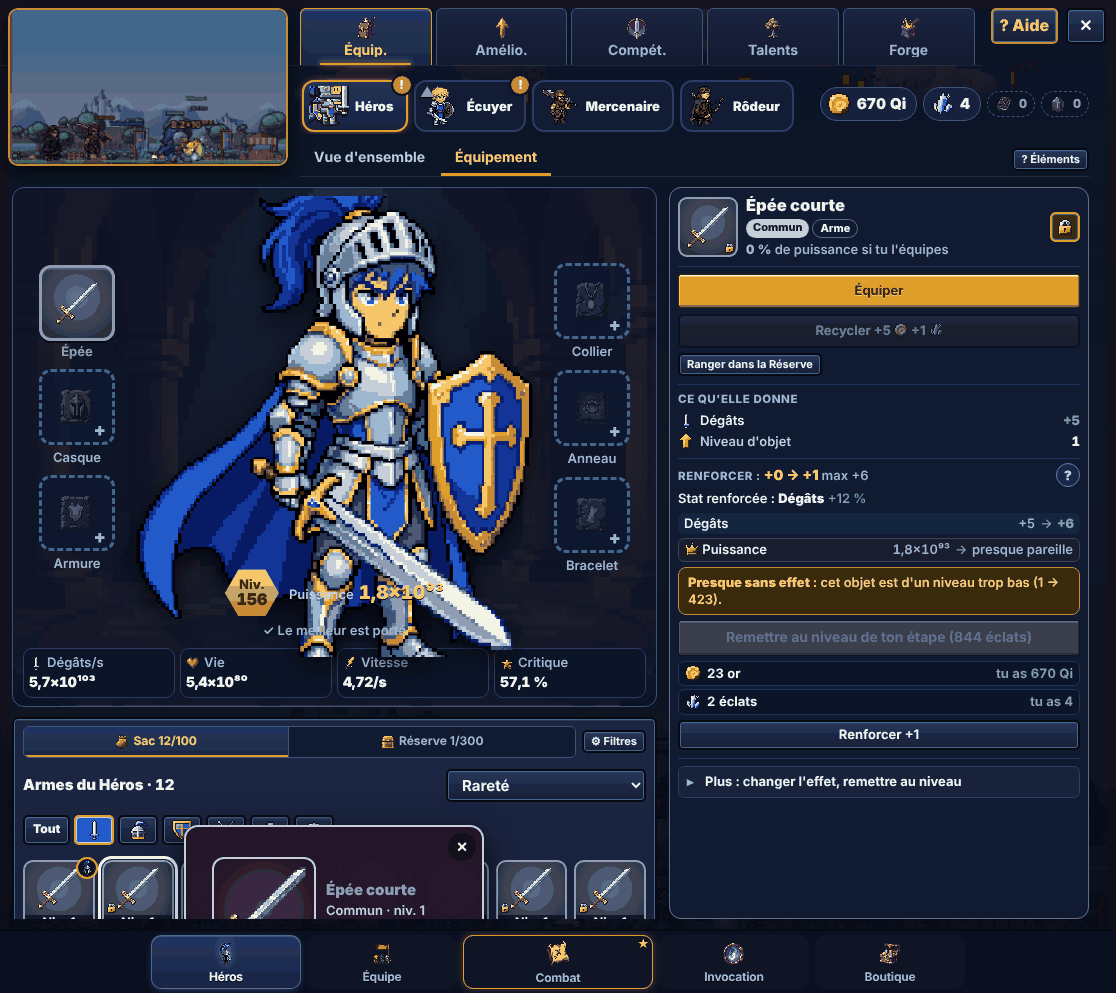 Équip.
Amélio.
Compét.
Talents
Forge
? Aide
×
Héros
!
Écuyer
!
Mercenaire
Rôdeur
670 Qi
4
0
0
Vue d'ensemble
Équipement
? Éléments
Épée
Casque
Armure
Collier
Anneau
Bracelet
Niv.
156
Puissance 1,8×10⁹³
✓ Le meilleur est porté
Dégâts/s
5,7×10¹⁰³
Vie
5,4×10⁸⁰
Vitesse
4,72/s
Critique
57,1 %
Sac 12/100
Réserve 1/300
Filtres
Armes du Héros · 12
Rareté
Tout
×
Épée courte
Commun · niv. 1
Épée courte
Commun
Arme
0 % de puissance si tu l'équipes
Équiper
Recycler +5 +1
Ranger dans la Réserve
CE QU'ELLE DONNE
Dégâts +5
Niveau d'objet 1
RENFORCER : +0 → +1 max +6
?
Stat renforcée : Dégâts +12 %
Dégâts +5 → +6
Puissance 1,8×10⁹³ → presque pareille
Presque sans effet : cet objet est d'un niveau trop bas (1 →
423).
Remettre au niveau de ton étape (844 éclats)
23 or tu as 670 Qi
2 éclats tu as 4
Renforcer +1
▸ Plus : changer l'effet, remettre au niveau
Héros
Équipe
Combat
Invocation
Boutique